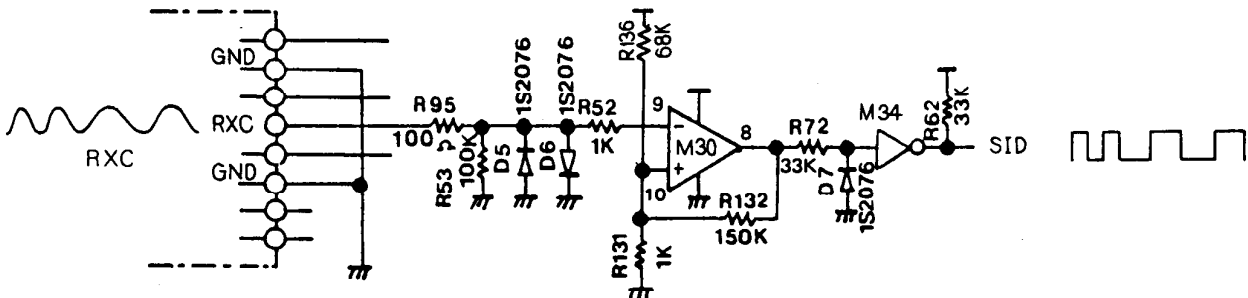 GND
RXC
GND
RXC
R95
100
R53
100K
D5
1S2076
D6
1S2076
R52
1K
R136
68K
9
10
8
M30
-
+
R131
1K
R132
150K
R72
33K
D7
1S2076
M34
R62
33K
SID